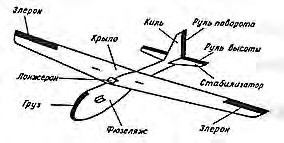 Элерон
Киль
Руль поворота
Крыло
Руль высоты
Лонжерон
Стабилизатор
Груз
Фюзеляж
Элерон